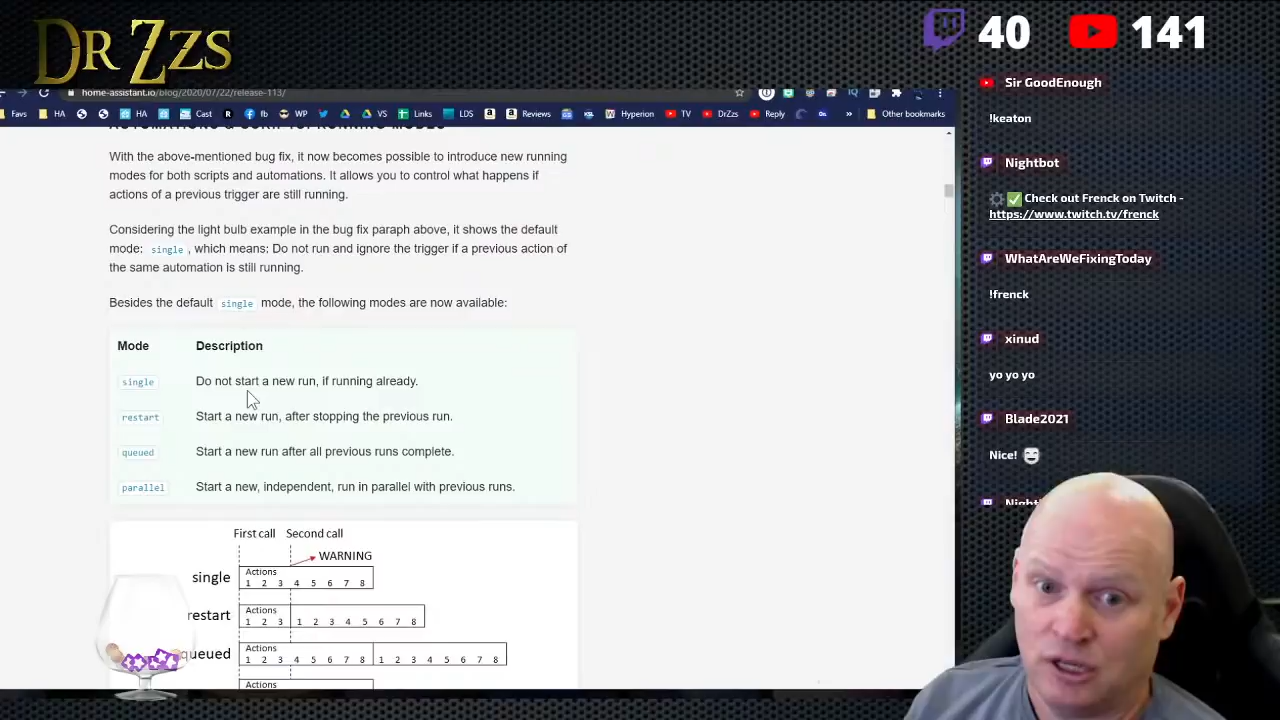 DrZzs
40
141
home-assistant.io/blog/2020/07/22/release-113/
Favs
HA
HA
Cast
fb
WP
VS
Links
LDS
Reviews
Hyperion
TV
DrZzs
Reply
»
Other bookmarks
AUTOMATIONS & SCRIPTS: RUNNING MODES
With the above-mentioned bug fix, it now becomes possible to introduce new running
modes for both scripts and automations. It allows you to control what happens if
actions of a previous trigger are still running.
Considering the light bulb example in the bug fix paraph above, it shows the default
mode: single , which means: Do not run and ignore the trigger if a previous action of
the same automation is still running.
Besides the default single mode, the following modes are now available:
Mode Description
single Do not start a new run, if running already.
restart Start a new run, after stopping the previous run.
queued Start a new run after all previous runs complete.
parallel Start a new, independent, run in parallel with previous runs.
First call Second call
WARNING
single
Actions
1 2 3 4 5 6 7 8
restart
Actions
1 2 3 1 2 3 4 5 6 7 8
queued
Actions
1 2 3 4 5 6 7 8 1 2 3 4 5 6 7 8
Actions
Sir GoodEnough
!keaton
Nightbot
Check out Frenck on Twitch -
https://www.twitch.tv/frenck
WhatAreWeFixingToday
!frenck
xinud
yo yo yo
Blade2021
Nice!